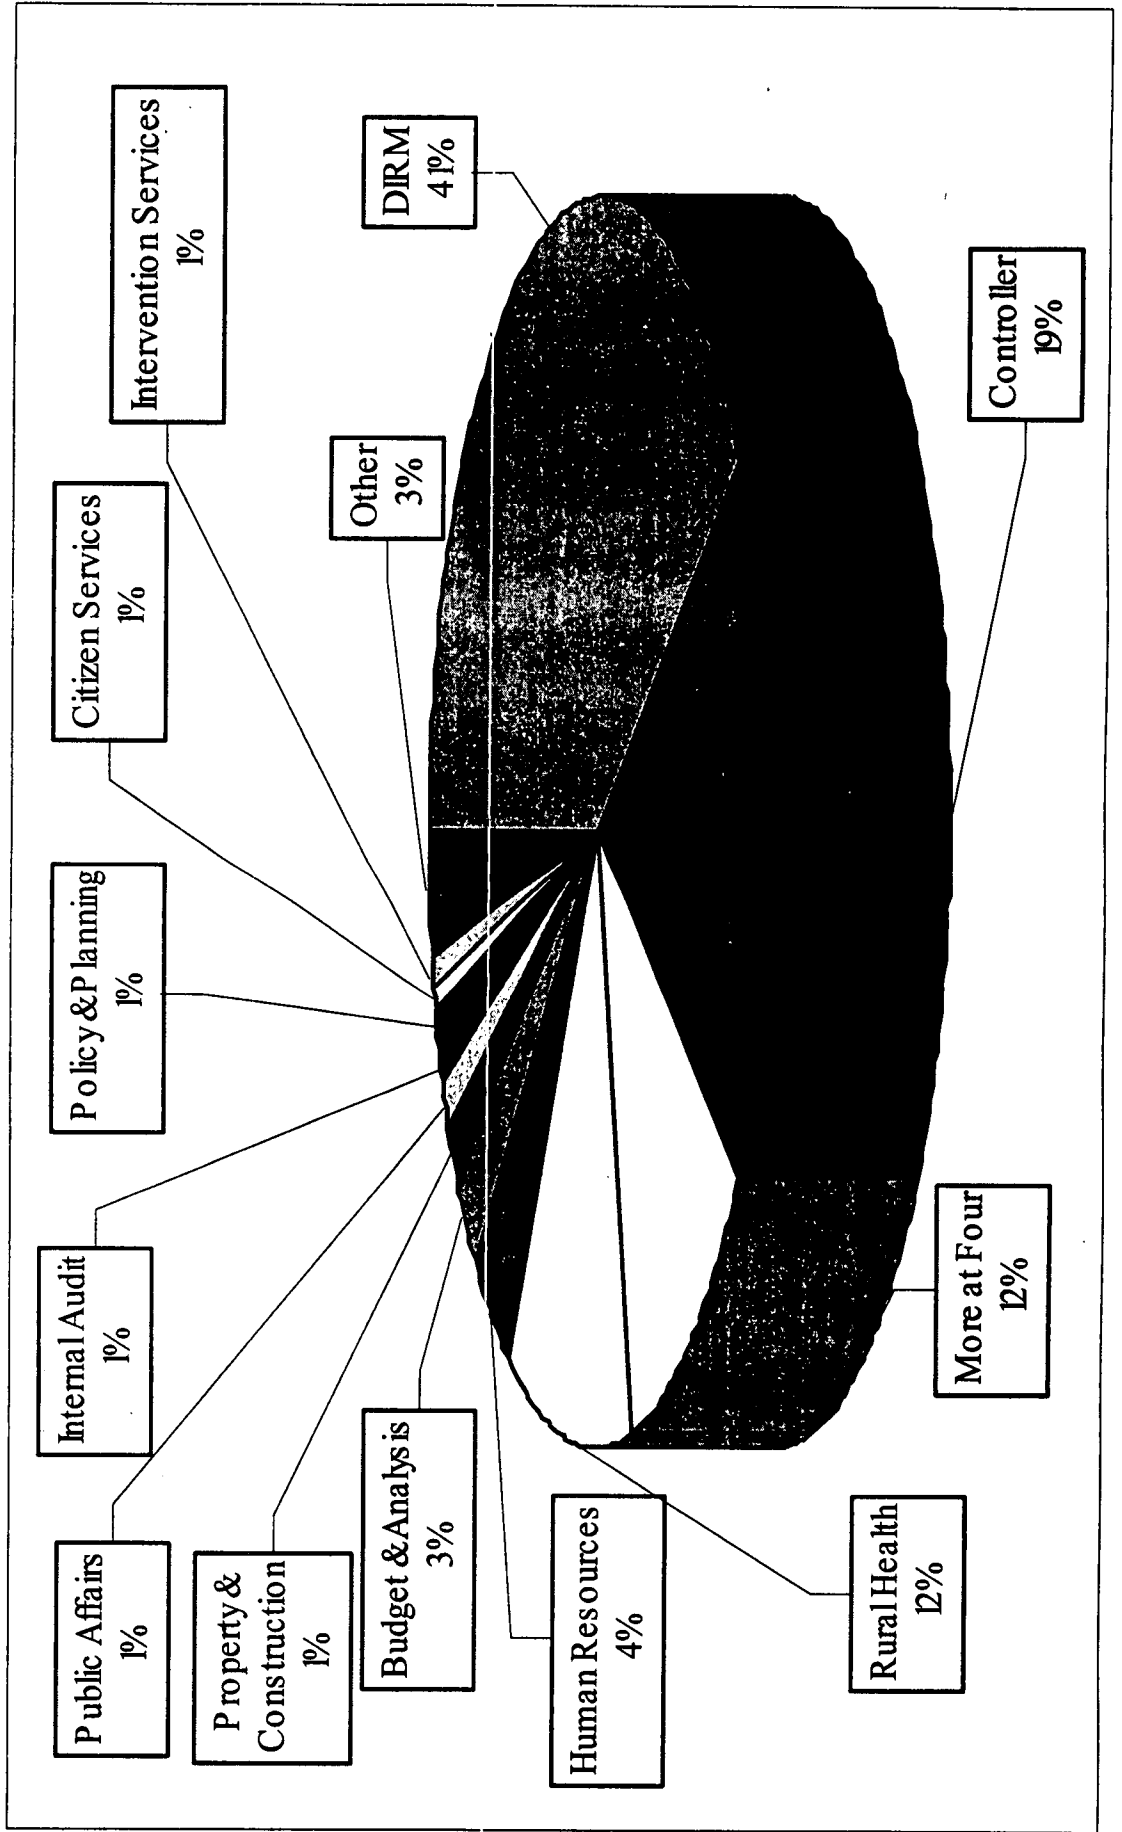 Public Affairs
1%
Internal Audit
1%
Policy & Planning
1%
Citizen Services
1%
Intervention Services
1%
Property &
Construction
1%
Budget & Analysis
3%
Other
3%
DIRM
41%
Human Resources
4%
Rural Health
12%
More at Four
12%
Controller
19%